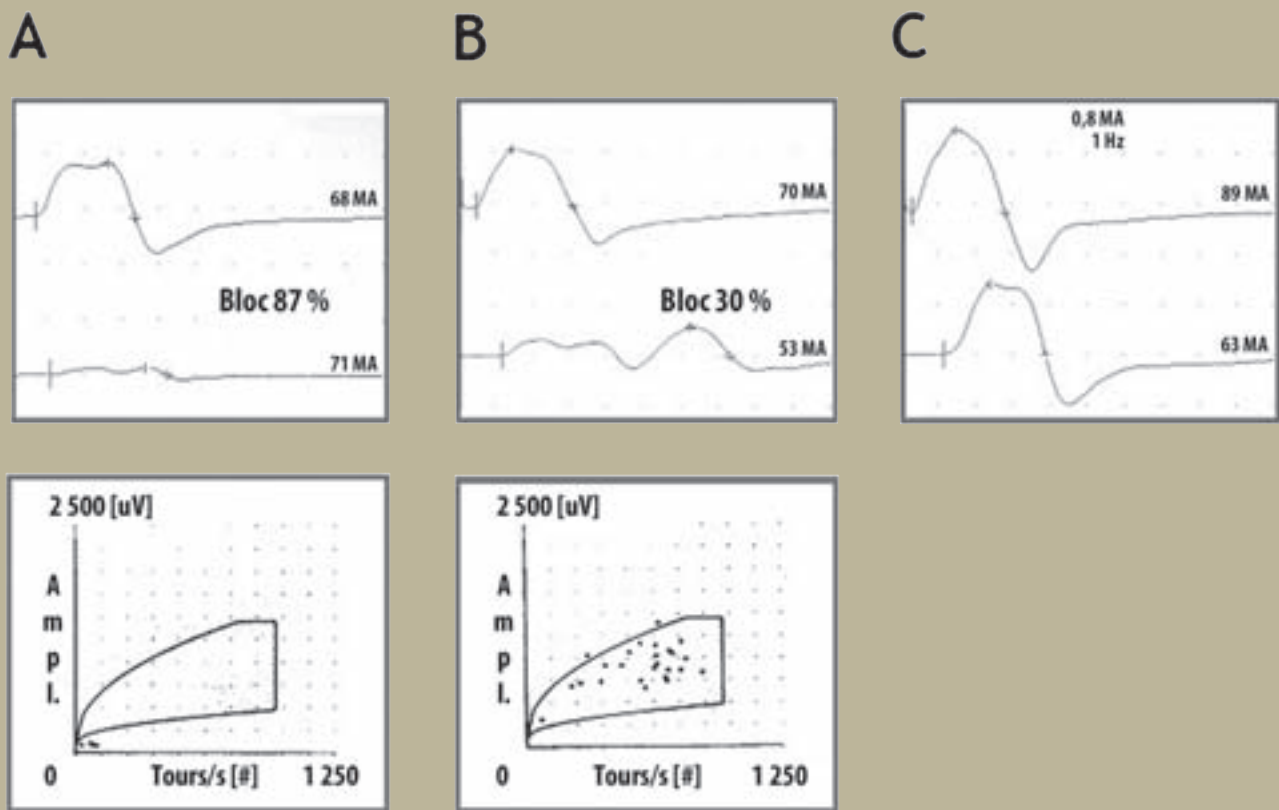 A
B
C
68 MA
Bloc 87 %
71 MA
70 MA
Bloc 30 %
53 MA
0,8 MA
1 Hz
89 MA
63 MA
2 500 [uV]
A
m
p
l.
0 Tours/s [#] 1 250
2 500 [uV]
A
m
p
l.
0 Tours/s [#] 1 250